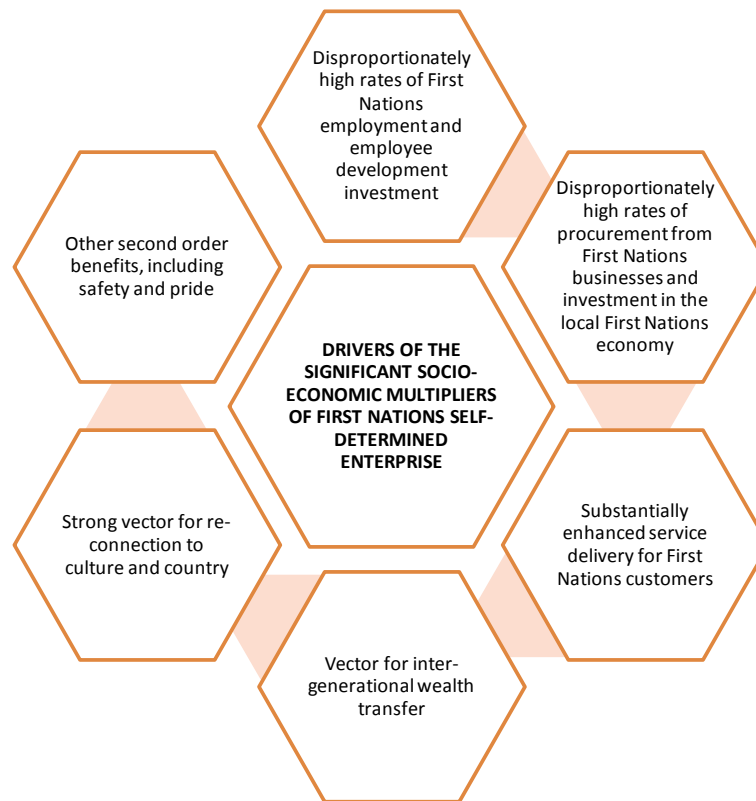 Disproportionately
high rates of First
Nations
employment and
employee
development
investment
Disproportionately
high rates of
procurement from
First Nations
businesses and
investment in the
local First Nations
economy
Other second order
benefits, including
safety and pride
DRIVERS OF THE
SIGNIFICANT SOCIO-
ECONOMIC MULTIPLIERS
OF FIRST NATIONS SELF-
DETERMINED
ENTERPRISE
Substantially
enhanced service
delivery for First
Nations customers
Strong vector for re-
connection to
culture and country
Vector for inter-
generational wealth
transfer